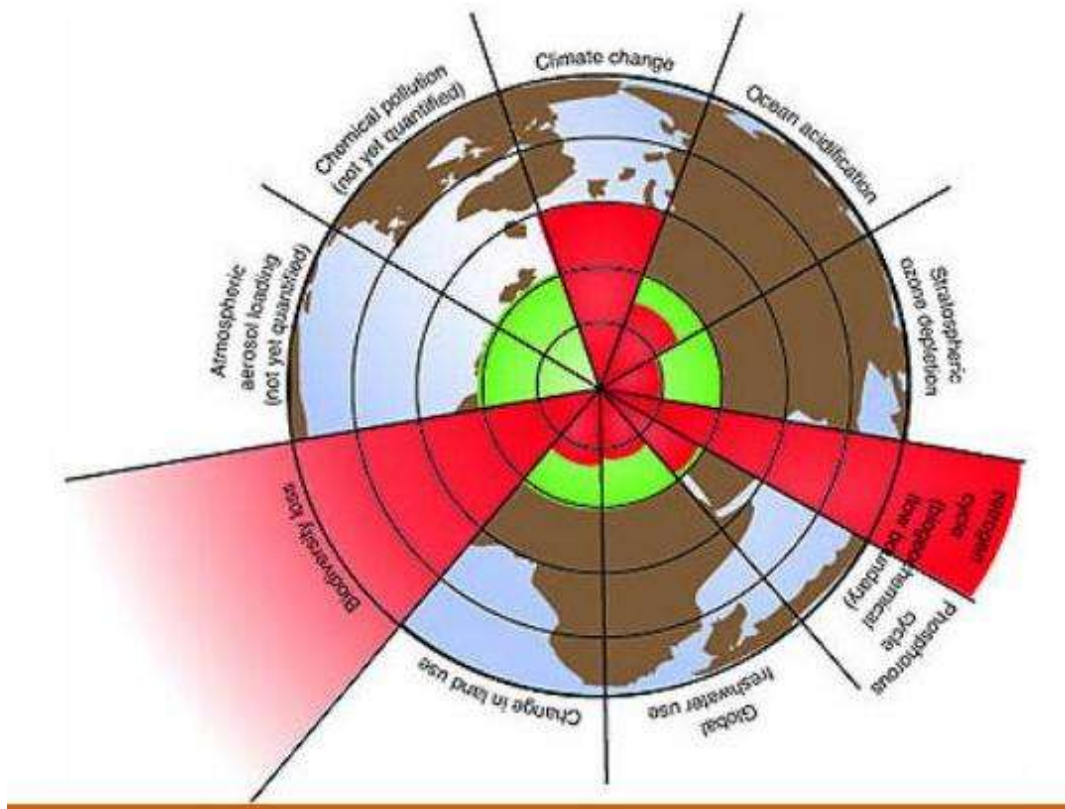 Climate change
Ocean acidification
Stratospheric
ozone depletion
Nitrogen
cycle
(biogeochemical
flow boundary)
Phosphorous
cycle
Global
freshwater use
Change in land use
Biodiversity loss
Atmospheric
aerosol loading
(not yet quantified)
Chemical pollution
(not yet quantified)